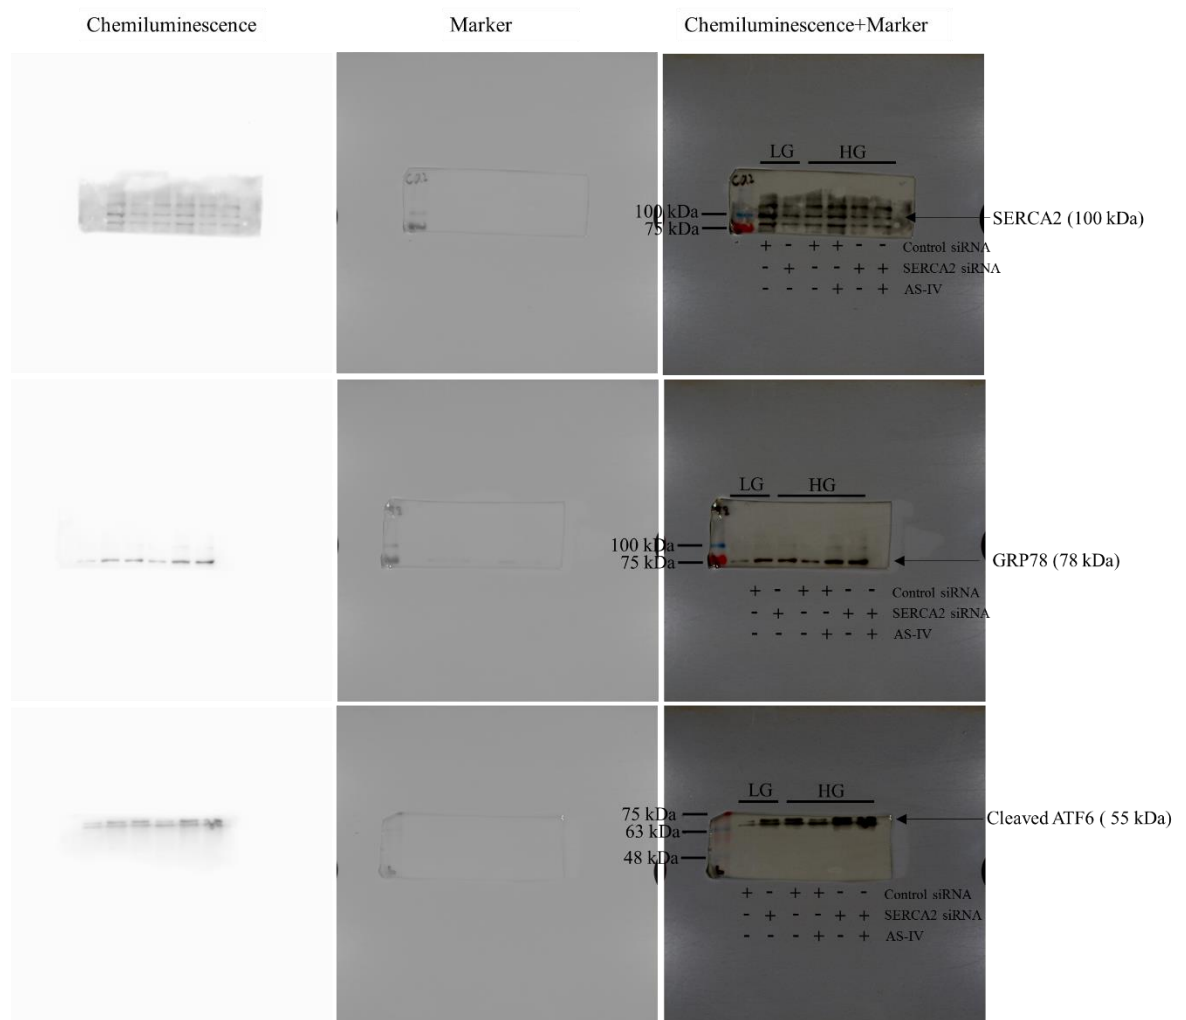 Chemiluminescence Marker Chemiluminescence+Marker
LG HG
100 kDa
75 kDa
SERCA2 (100 kDa)
+ - + + - - Control siRNA
- + - - + + SERCA2 siRNA
- - - + - + AS-IV
LG HG
100 kDa
75 kDa
GRP78 (78 kDa)
+ - + + - - Control siRNA
- + - - + + SERCA2 siRNA
- - - + - + AS-IV
LG HG
75 kDa
63 kDa
48 kDa
Cleaved ATF6 ( 55 kDa)
+ - + + - - Control siRNA
- + - - + + SERCA2 siRNA
- - - + - + AS-IV